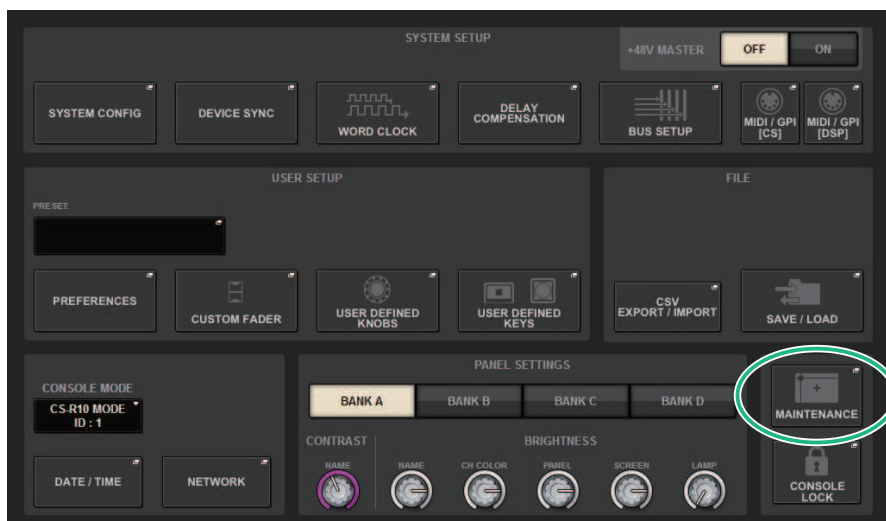 SYSTEM SETUP
+48V MASTER
OFF
ON
SYSTEM CONFIG
DEVICE SYNC
WORD CLOCK
DELAY
COMPENSATION
BUS SETUP
MIDI / GPI
[CS]
MIDI / GPI
[DSP]
USER SETUP
PRESET
PREFERENCES
CUSTOM FADER
USER DEFINED
KNOBS
USER DEFINED
KEYS
FILE
CSV
EXPORT / IMPORT
SAVE / LOAD
CONSOLE MODE
CS-R10 MODE
ID : 1
DATE / TIME
NETWORK
PANEL SETTINGS
BANK A
BANK B
BANK C
BANK D
CONTRAST
BRIGHTNESS
NAME
NAME
CH COLOR
PANEL
SCREEN
LAMP
MAINTENANCE
CONSOLE
LOCK